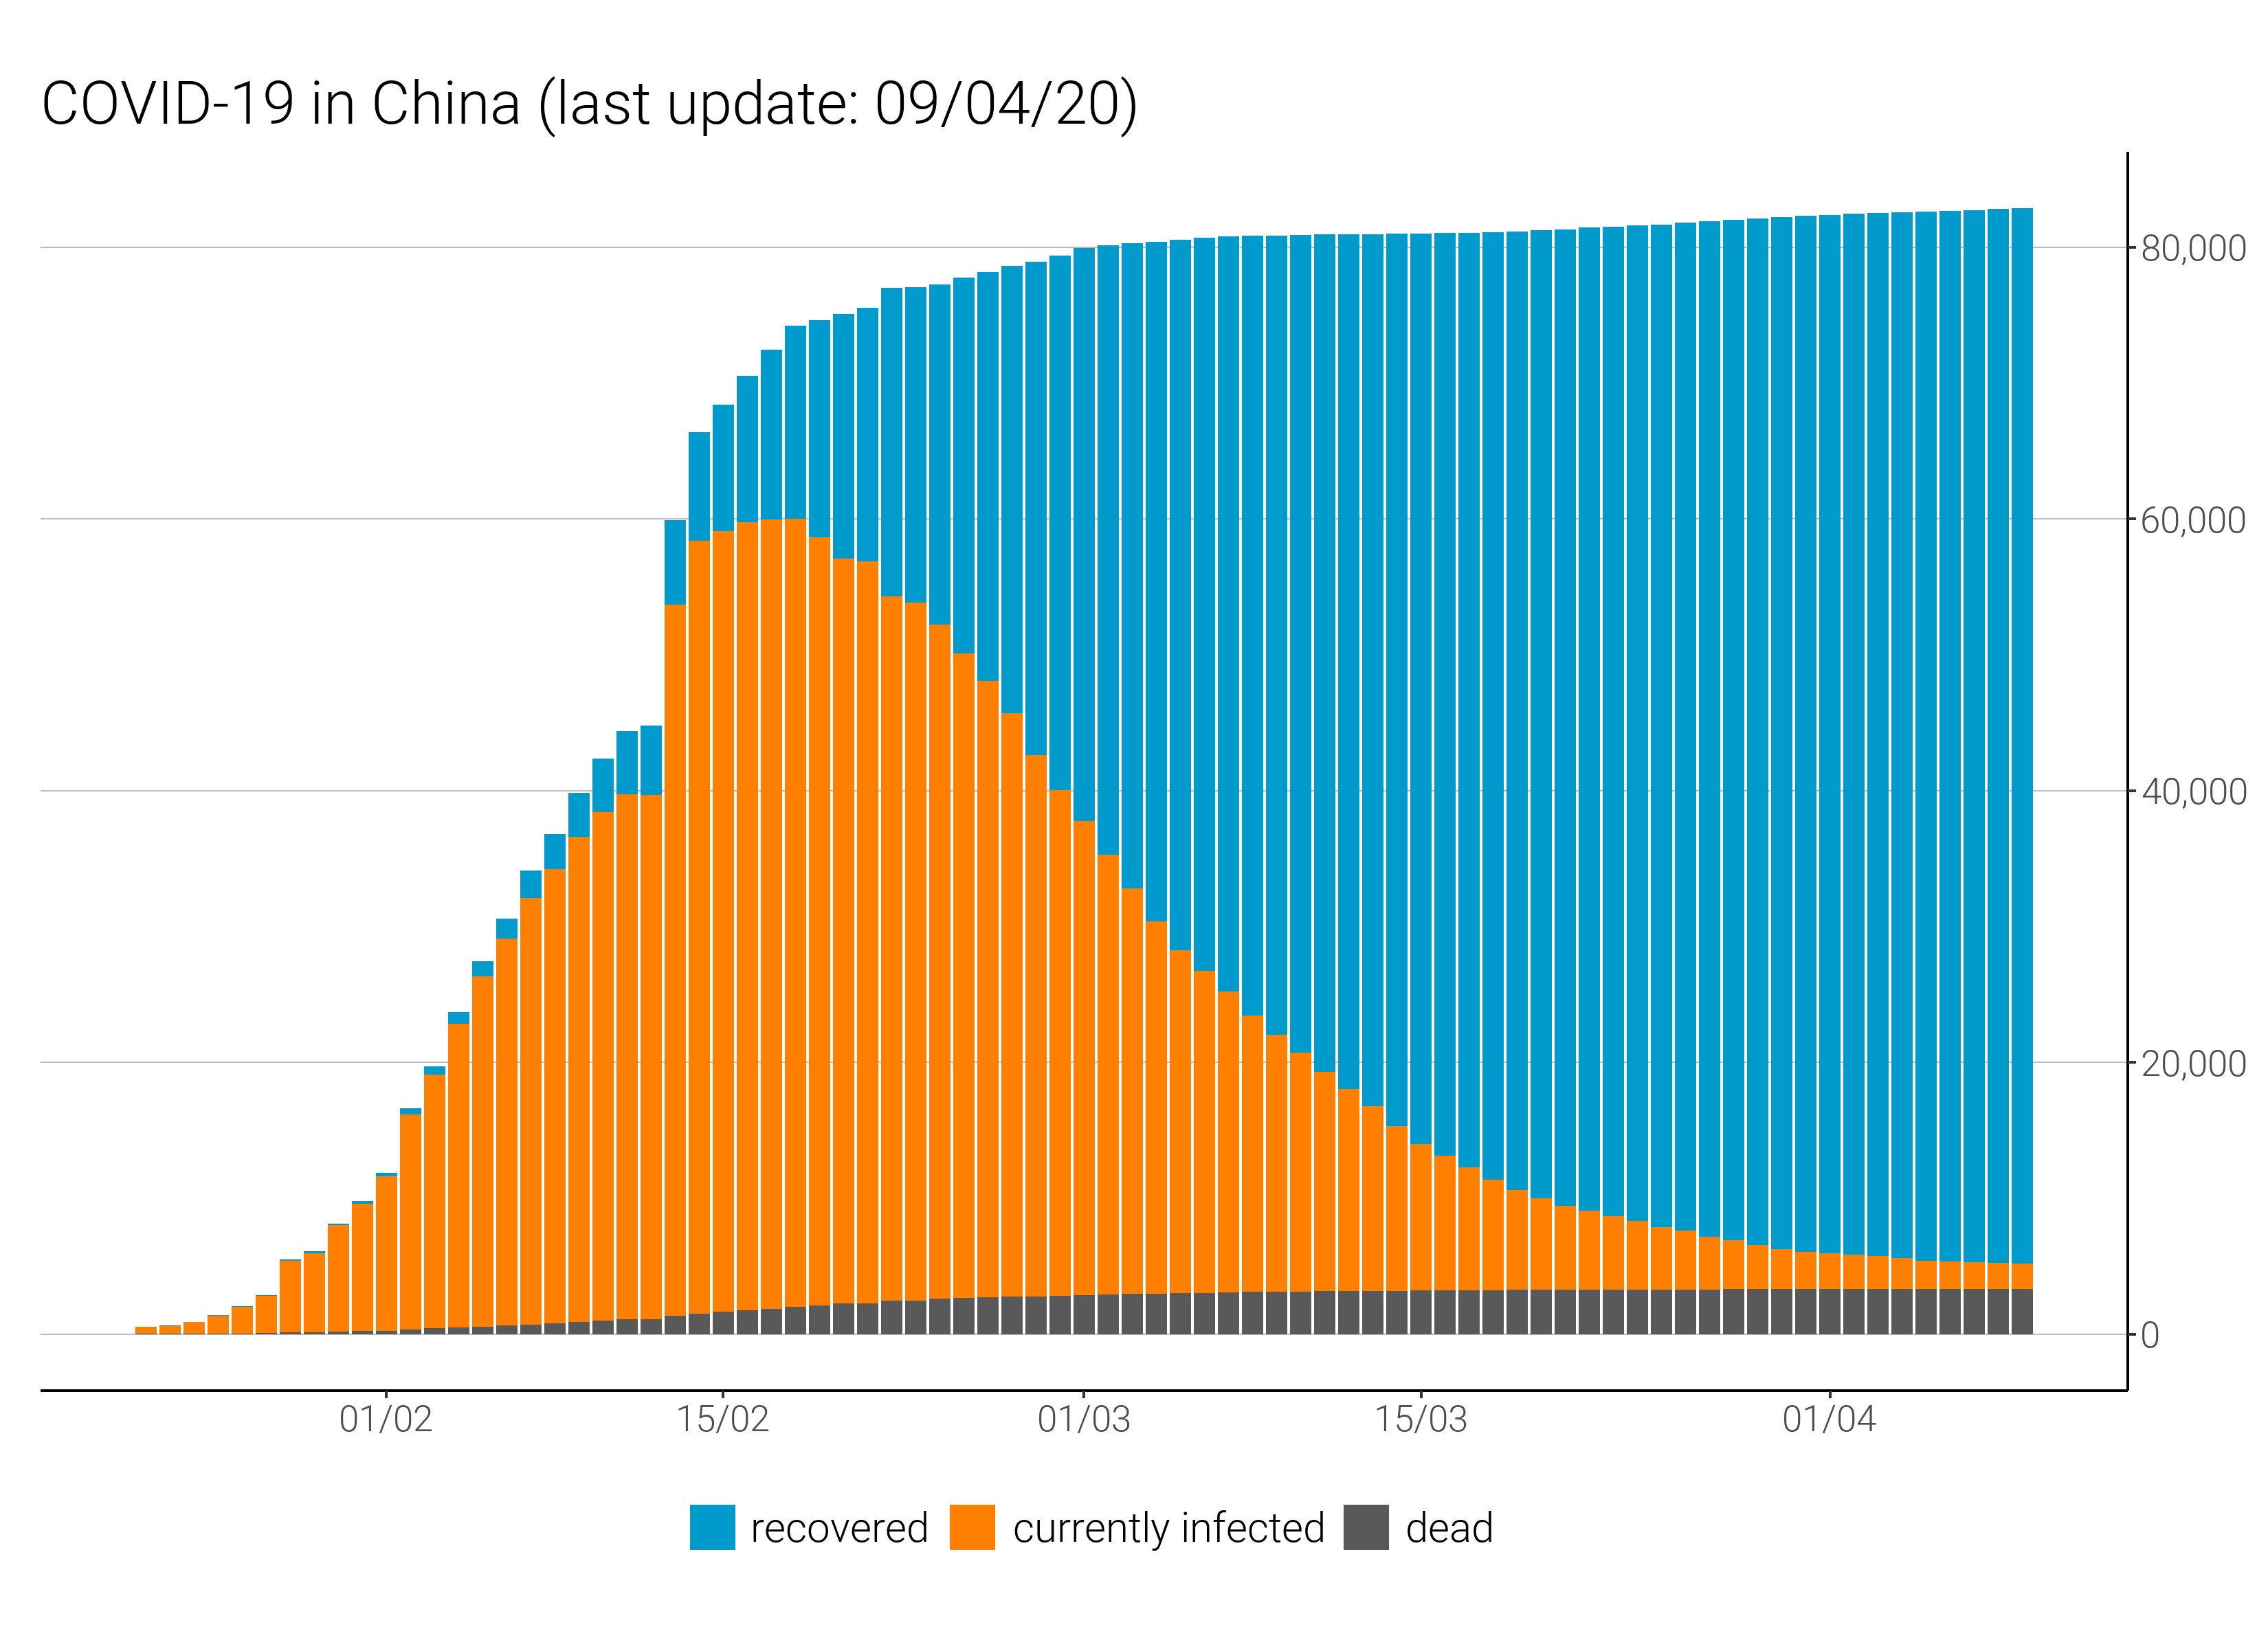 COVID-19 in China (last update: 09/04/20)
80,000
60,000
40,000
20,000
0
01/02 15/02 01/03 15/03 01/04
recovered currently infected dead